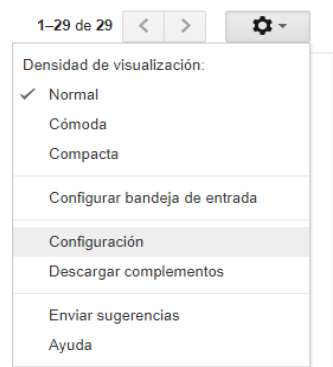 1–29 de 29
Densidad de visualización:
Normal
Cómoda
Compacta
Configurar bandeja de entrada
Configuración
Descargar complementos
Enviar sugerencias
Ayuda